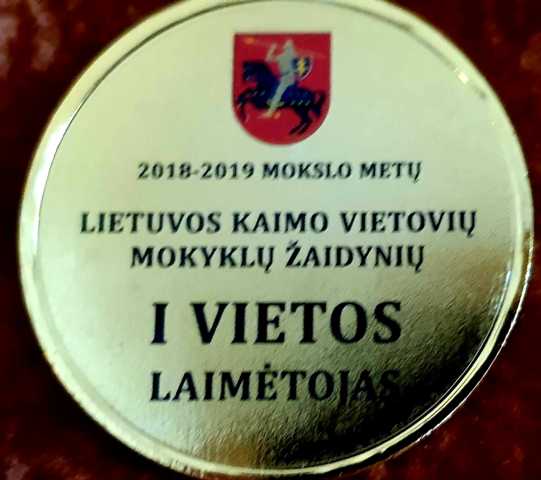 2018-2019 MOKSLO METŲ
LIETUVOS KAIMO VIETOVIŲ
MOKYKLŲ ŽAIDYNIŲ
I VIETOS
LAIMĖTOJAS